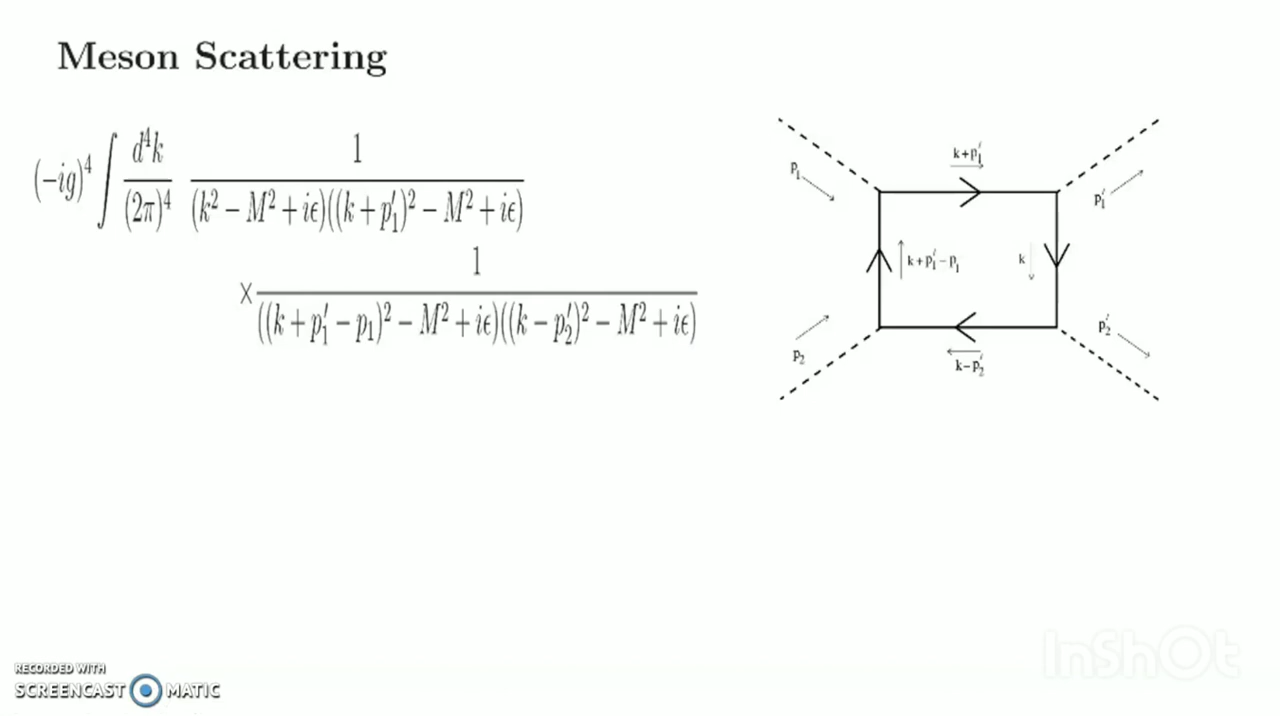 Meson Scattering
(−ig)⁴ ∫ d⁴k/(2π)⁴ 1/((k² − M² + iϵ)((k + p′₁)² − M² + iϵ))
× 1/(((k + p′₁ − p₁)² − M² + iϵ)((k − p′₂)² − M² + iϵ))
k+p′₁
p₁
p′₁
k+p′₁−p₁
k
p₂
p′₂
k−p′₂
InShOt
RECORDED WITH
SCREENCAST MATIC